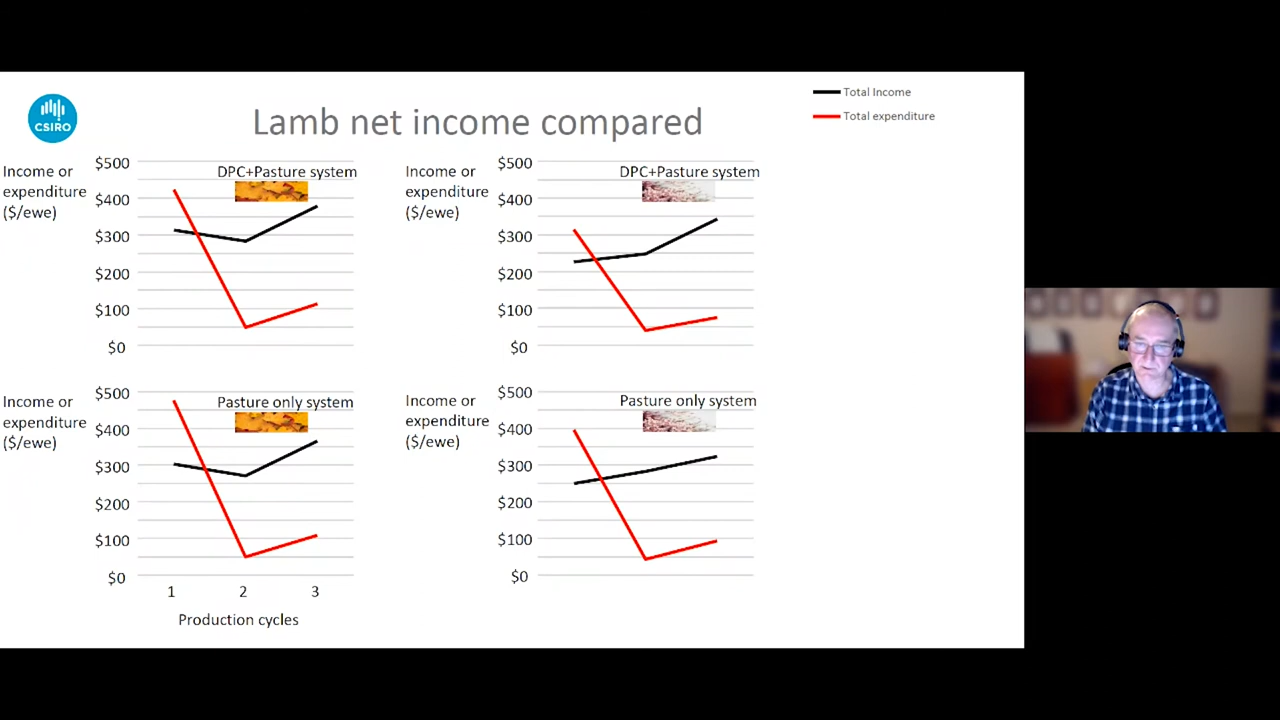 CSIRO
Lamb net income compared
Total Income
Total expenditure
Income or
expenditure
($/ewe)
$500
$400
$300
$200
$100
$0
DPC+Pasture system
Income or
expenditure
($/ewe)
$500
$400
$300
$200
$100
$0
DPC+Pasture system
Income or
expenditure
($/ewe)
$500
$400
$300
$200
$100
$0
Pasture only system
1 2 3
Production cycles
Income or
expenditure
($/ewe)
$500
$400
$300
$200
$100
$0
Pasture only system